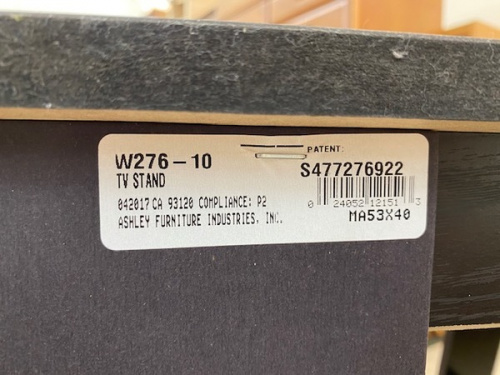 PATENT:
W276-10
S477276922
TV STAND
042017 CA 93120 COMPLIANCE: P2
0 24052 12151 3
ASHLEY FURNITURE INDUSTRIES, INC.
MA53X40